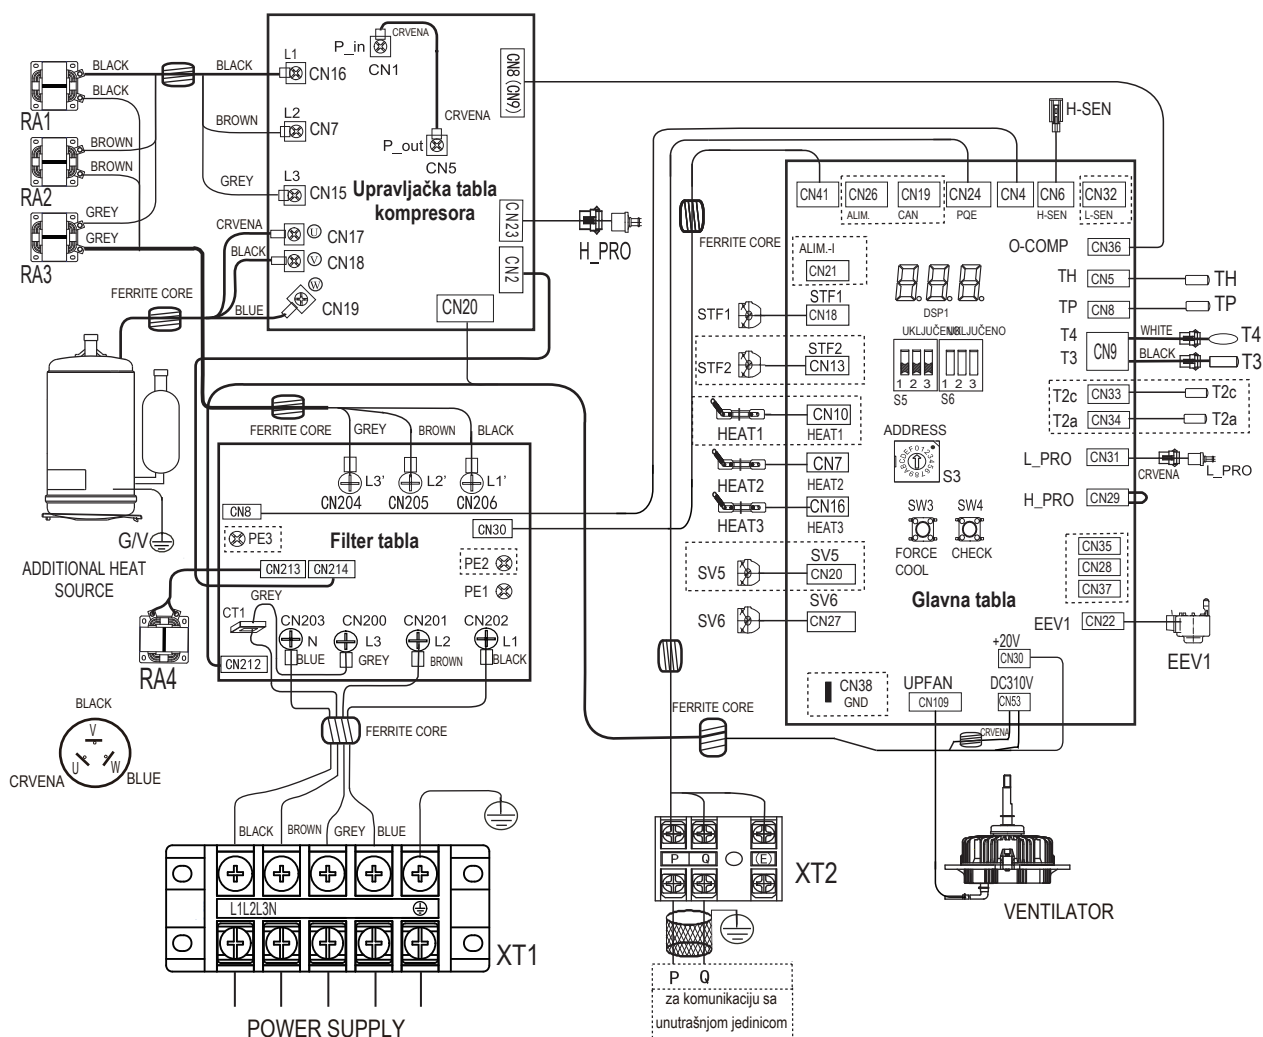 P_in
CRVENA
CN1
L1
CN16
BLACK
BLACK
BLACK
RA1
BROWN
BROWN
RA2
GREY
GREY
RA3
L2
CN7
BROWN
P_out
CRVENA
CN5
CN8 (CN9)
L3
CN15
GREY
Upravljačka tabla
kompresora
CRVENA
U
CN17
BLACK
V
CN18
W
CN19
BLUE
CN23
CN2
CN20
H_PRO
FERRITE CORE
FERRITE CORE
H-SEN
CN41
CN26
CN19
CN24
CN4
CN6
CN32
ALIM.
CAN
PQE
H-SEN
L-SEN
O-COMP
CN36
ALIM.-I
CN21
DSP1
TH
CN5
TH
TP
CN8
TP
T4
T3
CN9
WHITE
BLACK
T4
T3
STF1
STF1
CN18
STF2
STF2
CN13
1 2 3
S5
1 2 3
S6
T2c
CN33
T2c
T2a
CN34
T2a
HEAT1
CN10
HEAT1
ADDRESS
S3
HEAT2
CN7
HEAT2
L_PRO
CN31
CRVENA
L_PRO
HEAT3
CN16
HEAT3
SW3
SW4
FORCE
COOL
CHECK
H_PRO
CN29
SV5
SV5
CN20
CN35
CN28
CN37
Glavna tabla
SV6
SV6
CN27
EEV1
CN22
EEV1
CN38
GND
UPFAN
CN109
+20V
CN30
DC310V
CN53
CRVENA
FERRITE CORE
FERRITE CORE
GREY
BROWN
BLACK
L3'
L2'
L1'
CN204
CN205
CN206
CN8
CN30
PE3
Filter tabla
PE2
PE1
CN213
CN214
G/V
ADDITIONAL HEAT
SOURCE
GREY
CT1
CN203
CN200
CN201
CN202
N
L3
L2
L1
BLUE
GREY
BROWN
BLACK
CN212
RA4
FERRITE CORE
BLACK
V
U
W
CRVENA
BLUE
BLACK
BROWN
GREY
BLUE
L1L2L3N
XT1
POWER SUPPLY
P
Q
(E)
XT2
P
Q
za komunikaciju sa
unutrašnjom jedinicom
VENTILATOR